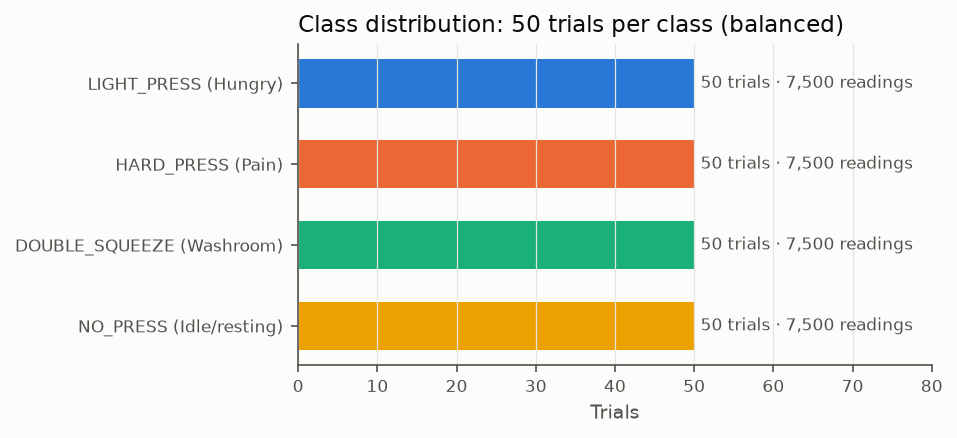 Class distribution: 50 trials per class (balanced)
LIGHT_PRESS (Hungry) 50 trials · 7,500 readings
HARD_PRESS (Pain) 50 trials · 7,500 readings
DOUBLE_SQUEEZE (Washroom) 50 trials · 7,500 readings
NO_PRESS (Idle/resting) 50 trials · 7,500 readings
0 10 20 30 40 50 60 70 80
Trials